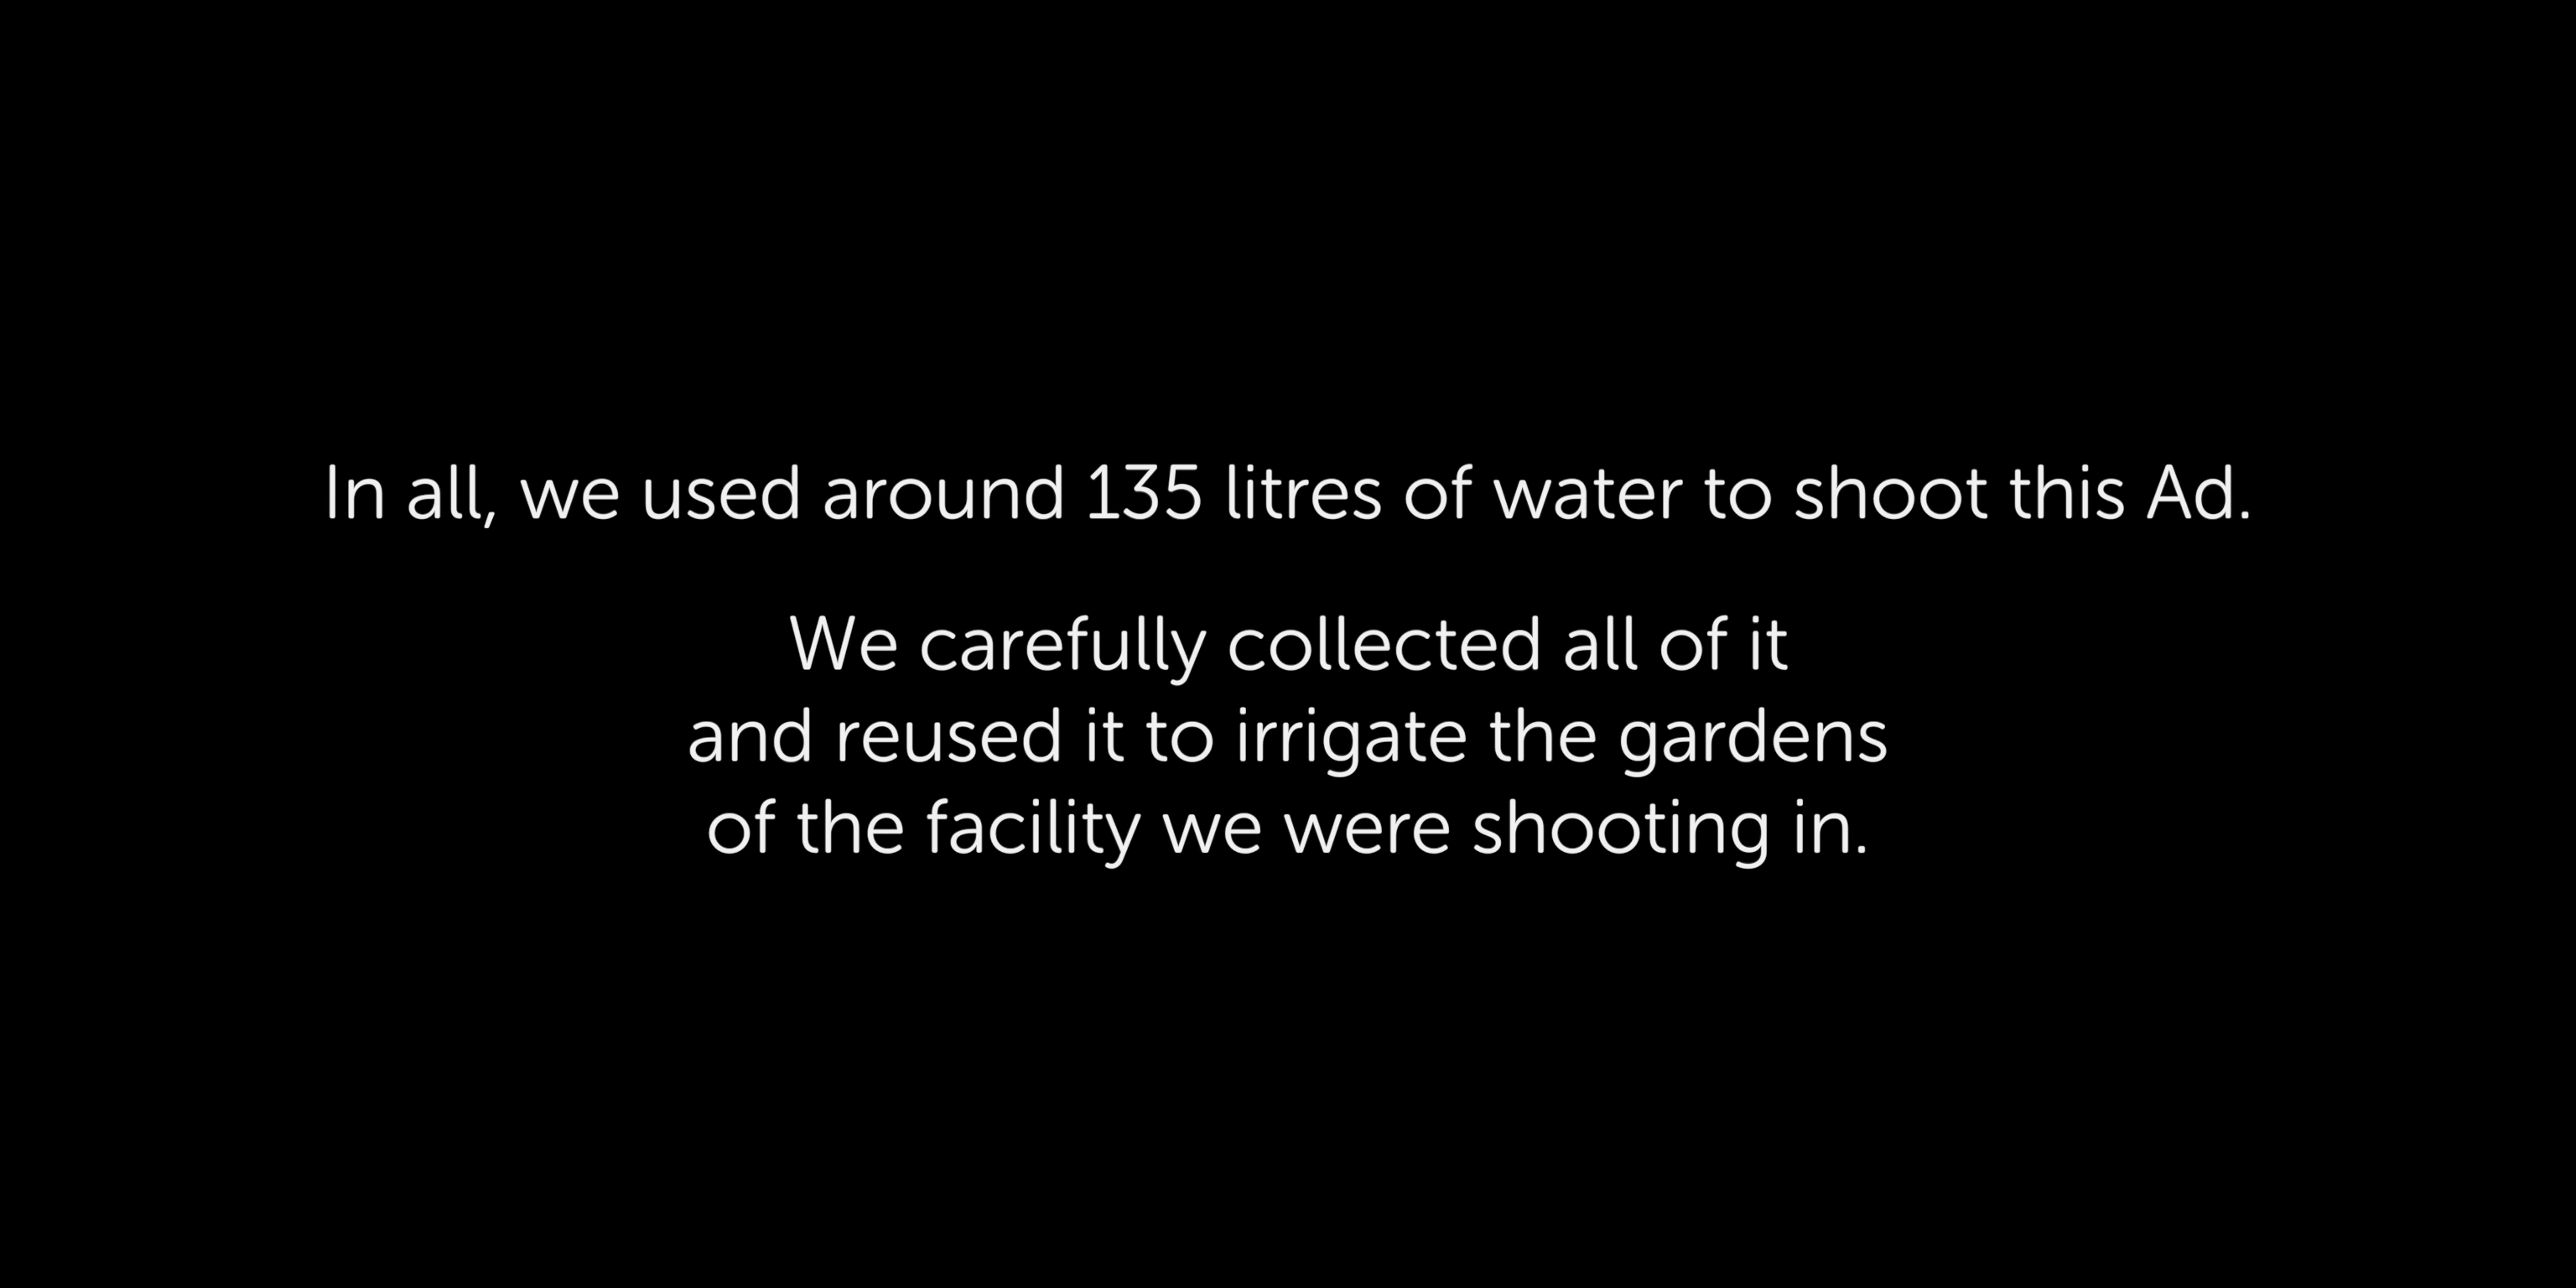 In all, we used around 135 litres of water to shoot this Ad.
We carefully collected all of it
and reused it to irrigate the gardens
of the facility we were shooting in.